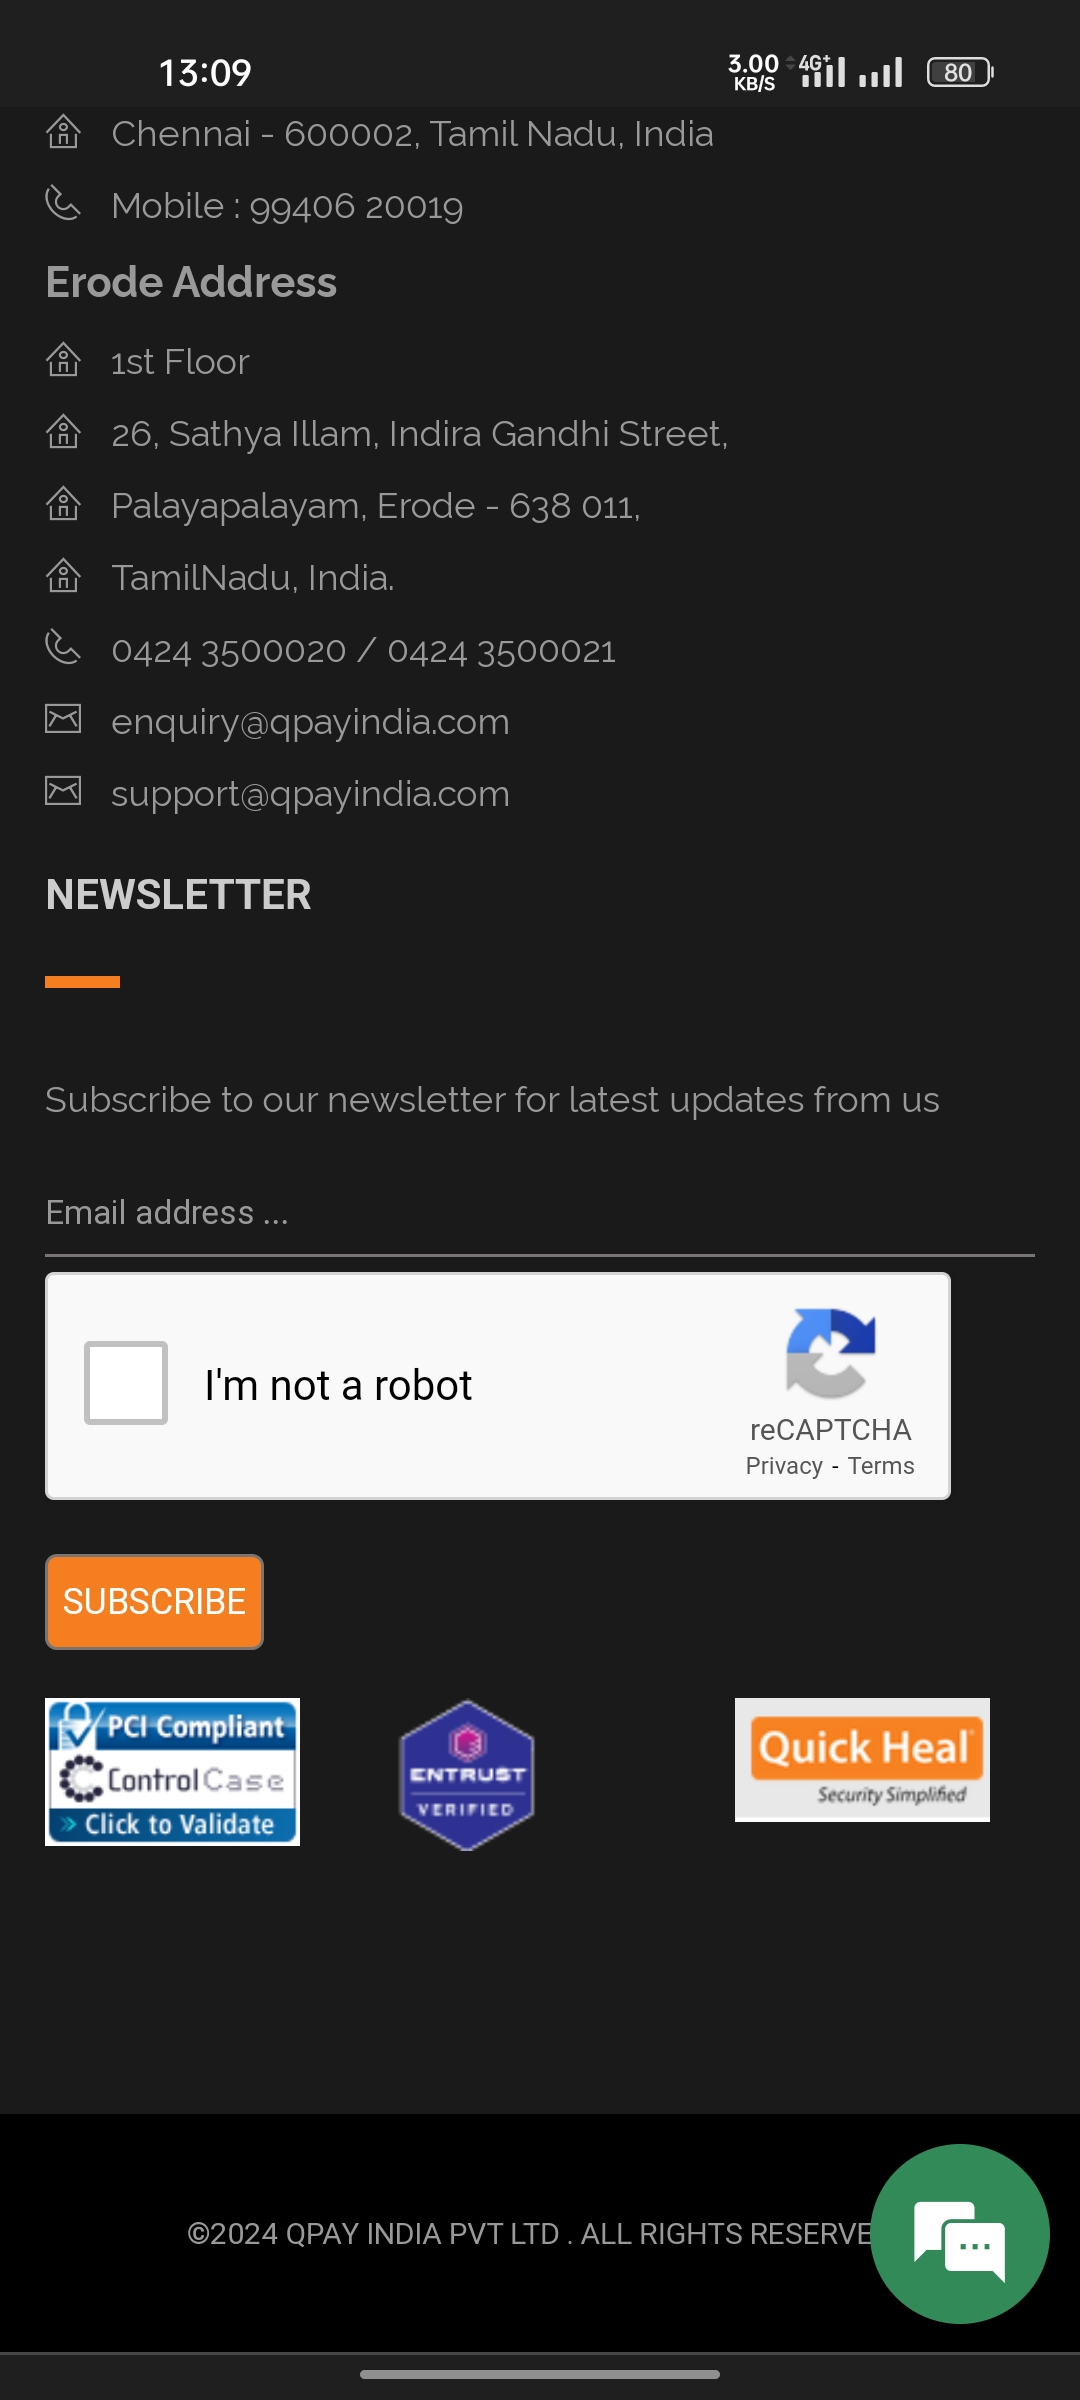 13:09
3.00 KB/S 4G+ 80
Chennai - 600002, Tamil Nadu, India
Mobile : 99406 20019
Erode Address
1st Floor
26, Sathya Illam, Indira Gandhi Street,
Palayapalayam, Erode - 638 011,
TamilNadu, India.
0424 3500020 / 0424 3500021
enquiry@qpayindia.com
support@qpayindia.com
NEWSLETTER
Subscribe to our newsletter for latest updates from us
Email address ...
I'm not a robot
reCAPTCHA
Privacy - Terms
SUBSCRIBE
PCI Compliant
ControlCase
» Click to Validate
ENTRUST
VERIFIED
Quick Heal
Security Simplified
©2024 QPAY INDIA PVT LTD . ALL RIGHTS RESERVE